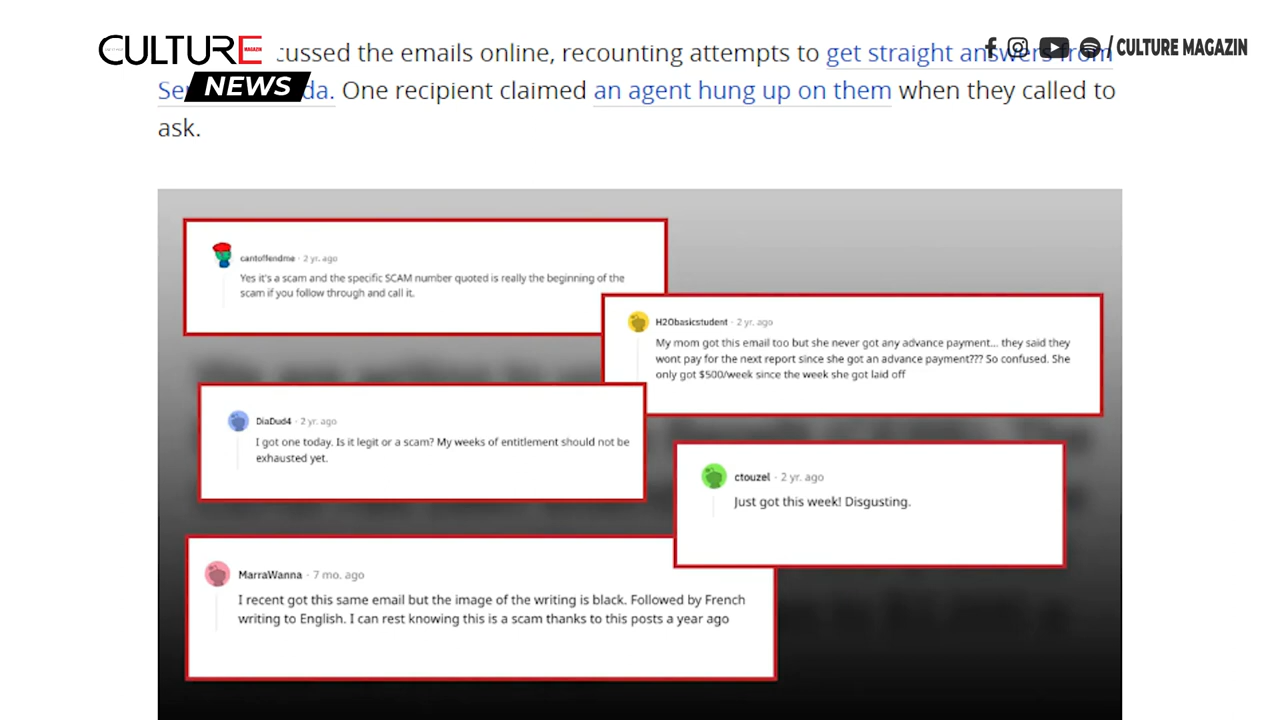 CULTURE
MAGAZIN
NEWS
cussed the emails online, recounting attempts to get straight answers from
Se da. One recipient claimed an agent hung up on them when they called to
ask.
/ CULTURE MAGAZIN
cantoffendme · 2 yr. ago
Yes it's a scam and the specific SCAM number quoted is really the beginning of the
scam if you follow through and call it.
H2Obasicstudent · 2 yr. ago
My mom got this email too but she never got any advance payment... they said they
wont pay for the next report since she got an advance payment??? So confused. She
only got $500/week since the week she got laid off
DiaDud4 · 2 yr. ago
I got one today. Is it legit or a scam? My weeks of entitlement should not be
exhausted yet.
ctouzel · 2 yr. ago
Just got this week! Disgusting.
MarraWanna · 7 mo. ago
I recent got this same email but the image of the writing is black. Followed by French
writing to English. I can rest knowing this is a scam thanks to this posts a year ago